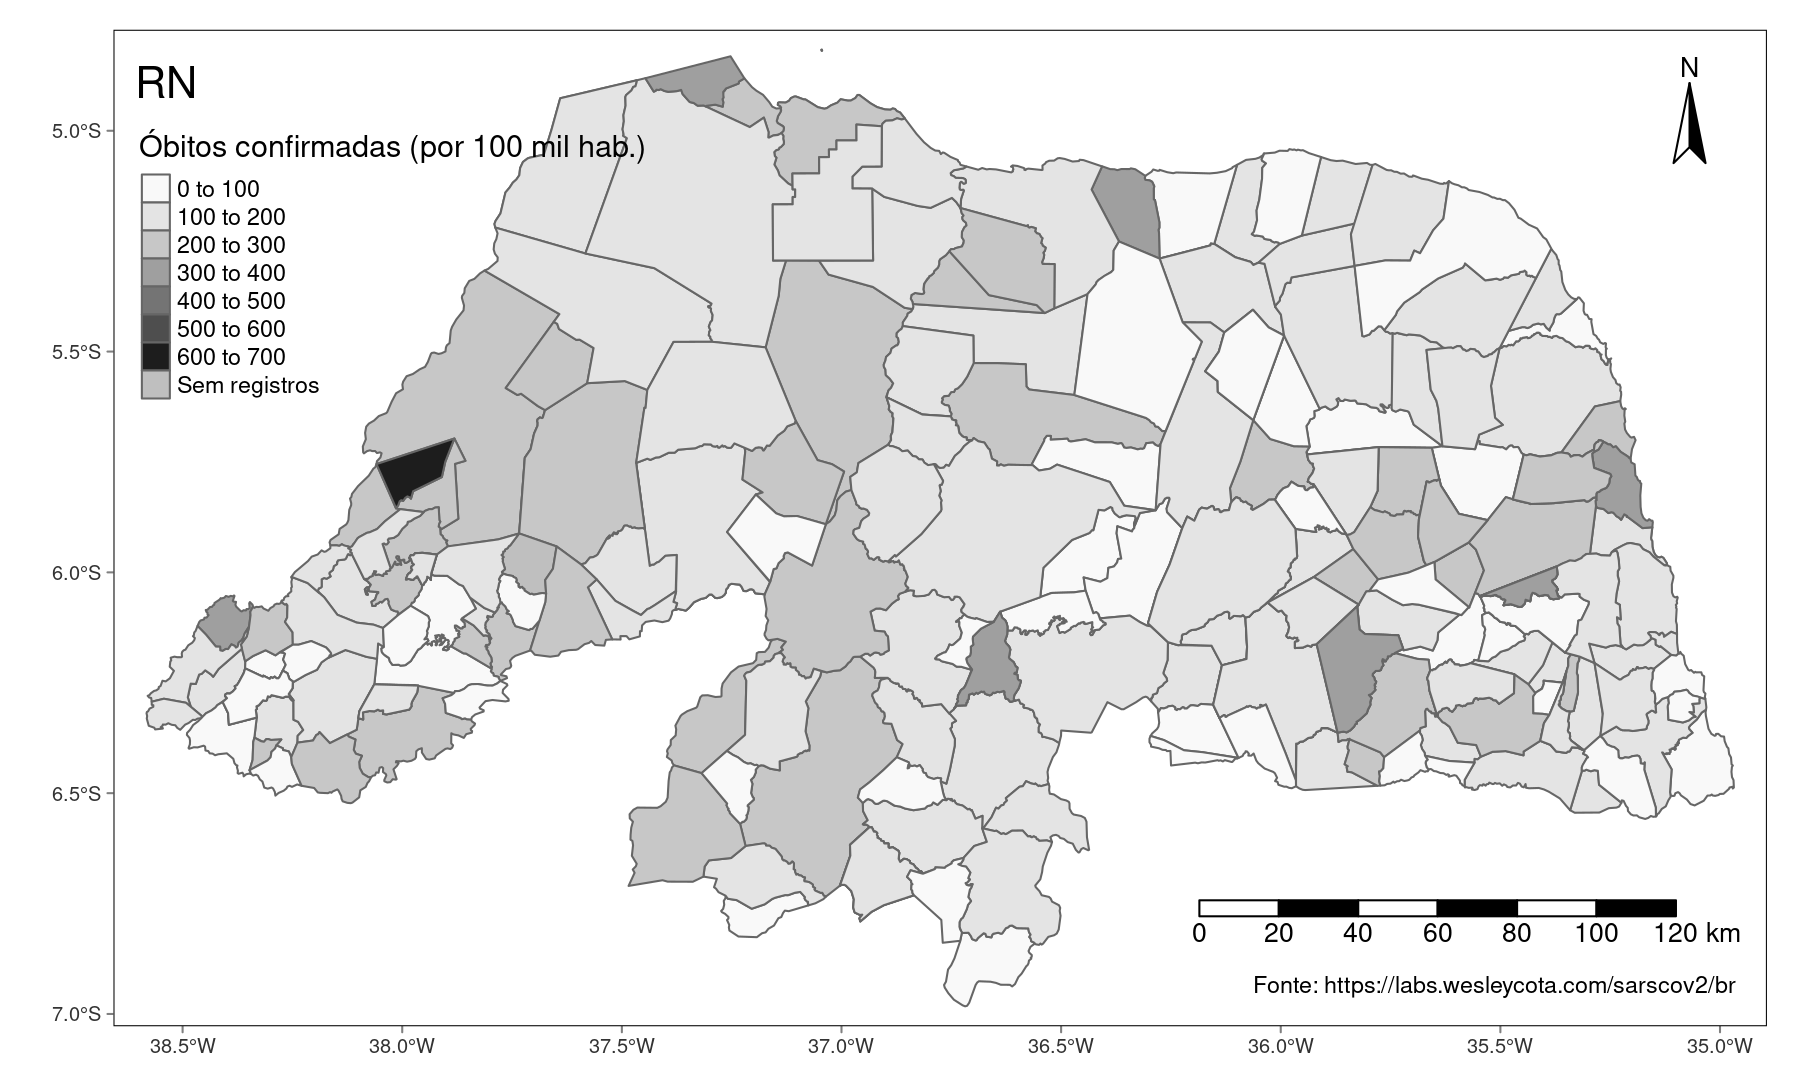 RN
N
Óbitos confirmadas (por 100 mil hab.)
0 to 100
100 to 200
200 to 300
300 to 400
400 to 500
500 to 600
600 to 700
Sem registros
5.0°S
5.5°S
6.0°S
6.5°S
7.0°S
0 20 40 60 80 100 120 km
Fonte: https://labs.wesleycota.com/sarscov2/br
38.5°W 38.0°W 37.5°W 37.0°W 36.5°W 36.0°W 35.5°W 35.0°W